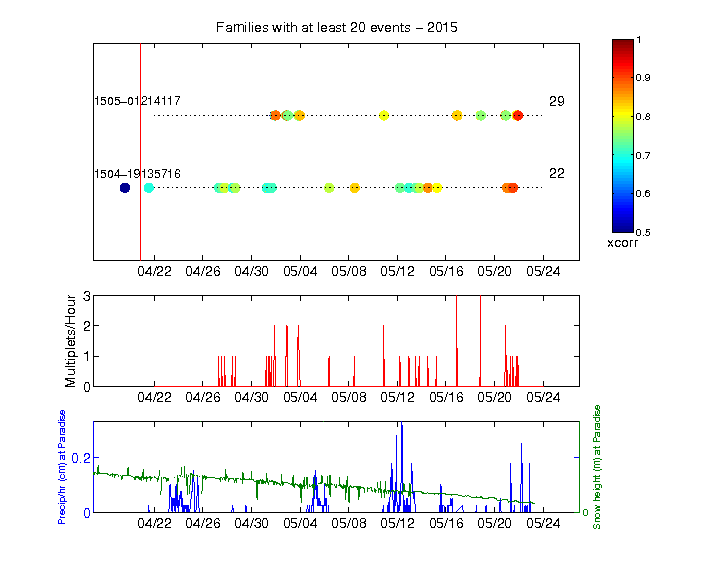 Families with at least 20 events − 2015
1505−01214117
29
1504−19135716
22
04/22 04/26 04/30 05/04 05/08 05/12 05/16 05/20 05/24
1
0.9
0.8
0.7
0.6
0.5
xcorr
Multiplets/Hour
3
2
1
0
04/22 04/26 04/30 05/04 05/08 05/12 05/16 05/20 05/24
Precip/hr (cm) at Paradise
0.2
0
0
Snow height (m) at Paradise
04/22 04/26 04/30 05/04 05/08 05/12 05/16 05/20 05/24